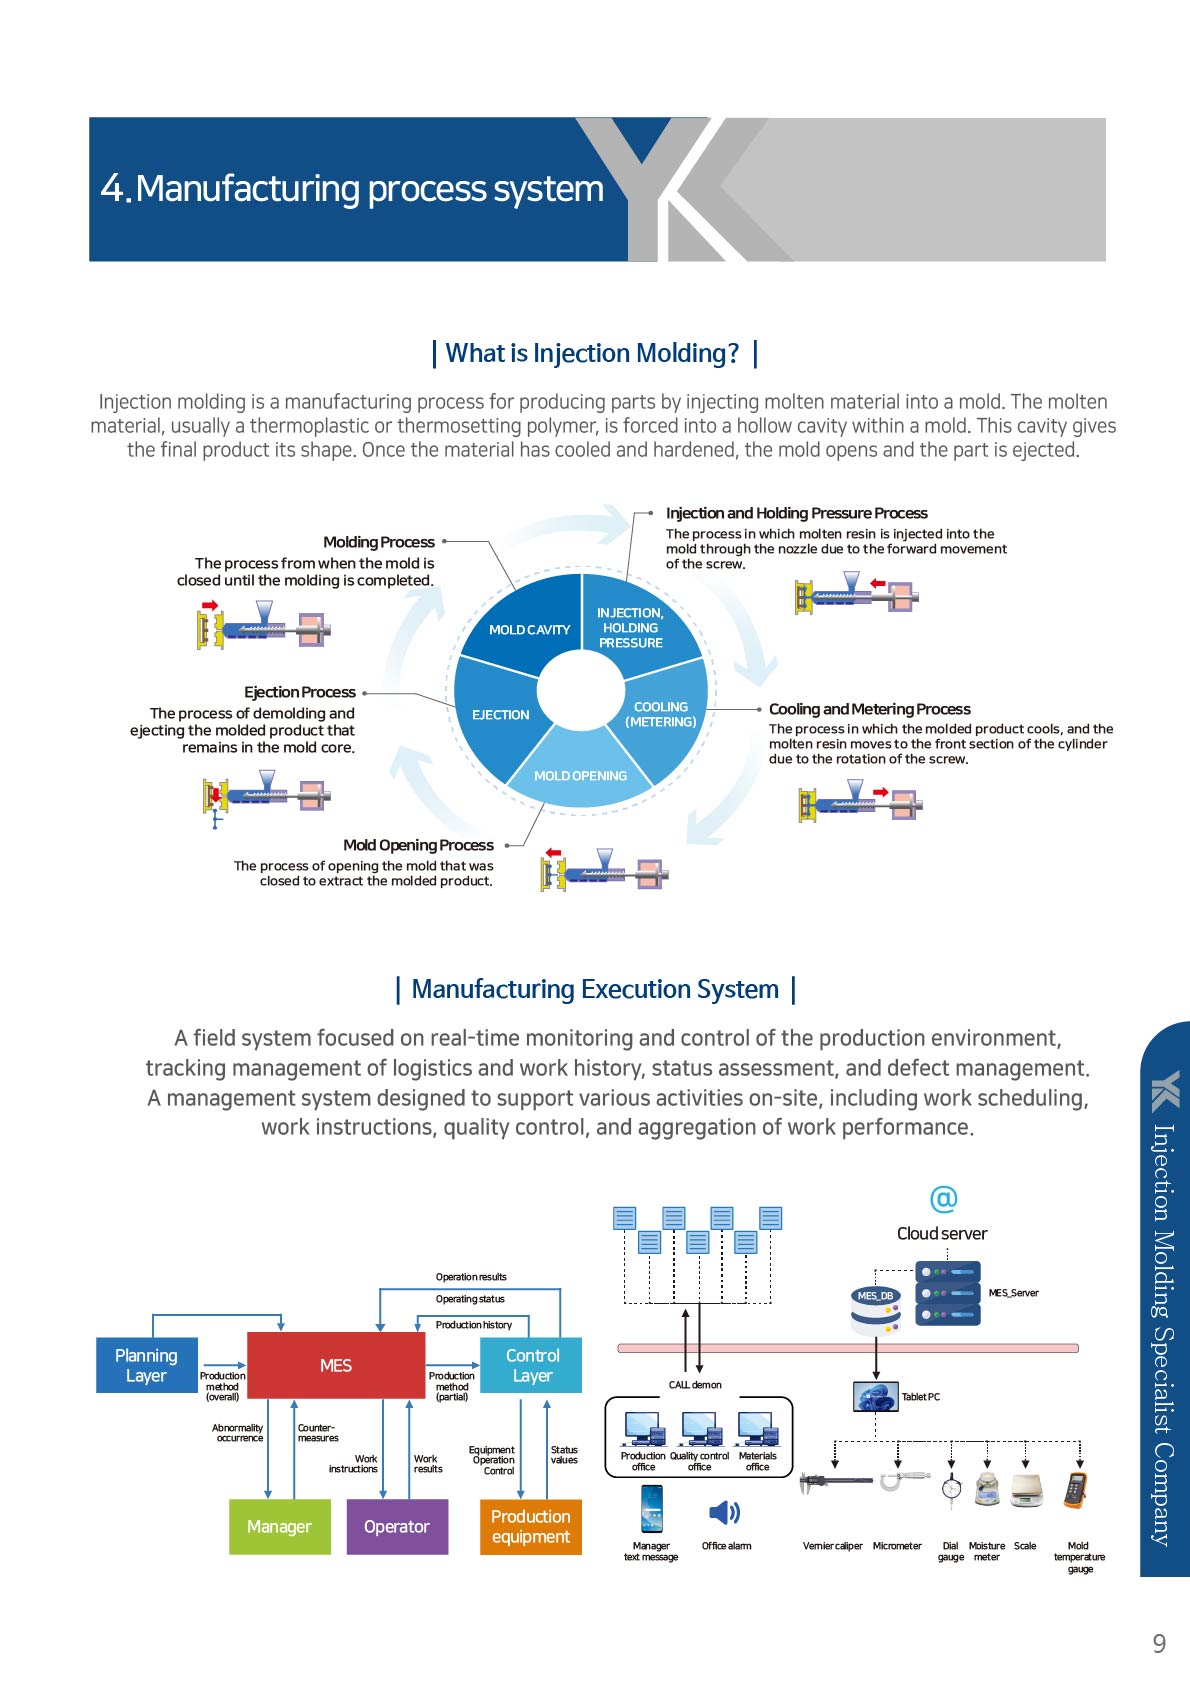 4.Manufacturing process system
YK
| What is Injection Molding? |
Injection molding is a manufacturing process for producing parts by injecting molten material into a mold. The molten
material, usually a thermoplastic or thermosetting polymer, is forced into a hollow cavity within a mold. This cavity gives
the final product its shape. Once the material has cooled and hardened, the mold opens and the part is ejected.
Molding Process
The process from when the mold is
closed until the molding is completed.
Injection and Holding Pressure Process
The process in which molten resin is injected into the
mold through the nozzle due to the forward movement
of the screw.
MOLD CAVITY
INJECTION,
HOLDING
PRESSURE
EJECTION
COOLING
(METERING)
MOLD OPENING
Ejection Process
The process of demolding and
ejecting the molded product that
remains in the mold core.
Cooling and Metering Process
The process in which the molded product cools, and the
molten resin moves to the front section of the cylinder
due to the rotation of the screw.
Mold Opening Process
The process of opening the mold that was
closed to extract the molded product.
| Manufacturing Execution System |
A field system focused on real-time monitoring and control of the production environment,
tracking management of logistics and work history, status assessment, and defect management.
A management system designed to support various activities on-site, including work scheduling,
work instructions, quality control, and aggregation of work performance.
Operation results
Operating status
Production history
Planning
Layer
Production
method
(overall)
MES
Production
method
(partial)
Control
Layer
Abnormality
occurrence
Counter-
measures
Work
instructions
Work
results
Equipment
Operation
Control
Status
values
Manager
Operator
Production
equipment
@
Cloud server
MES_DB
MES_Server
CALL demon
Tablet PC
Production
office
Quality control
office
Materials
office
Manager
text message
Office alarm
Vernier caliper
Micrometer
Dial
gauge
Moisture
meter
Scale
Mold
temperature
gauge
YK Injection Molding Specialist Company
9